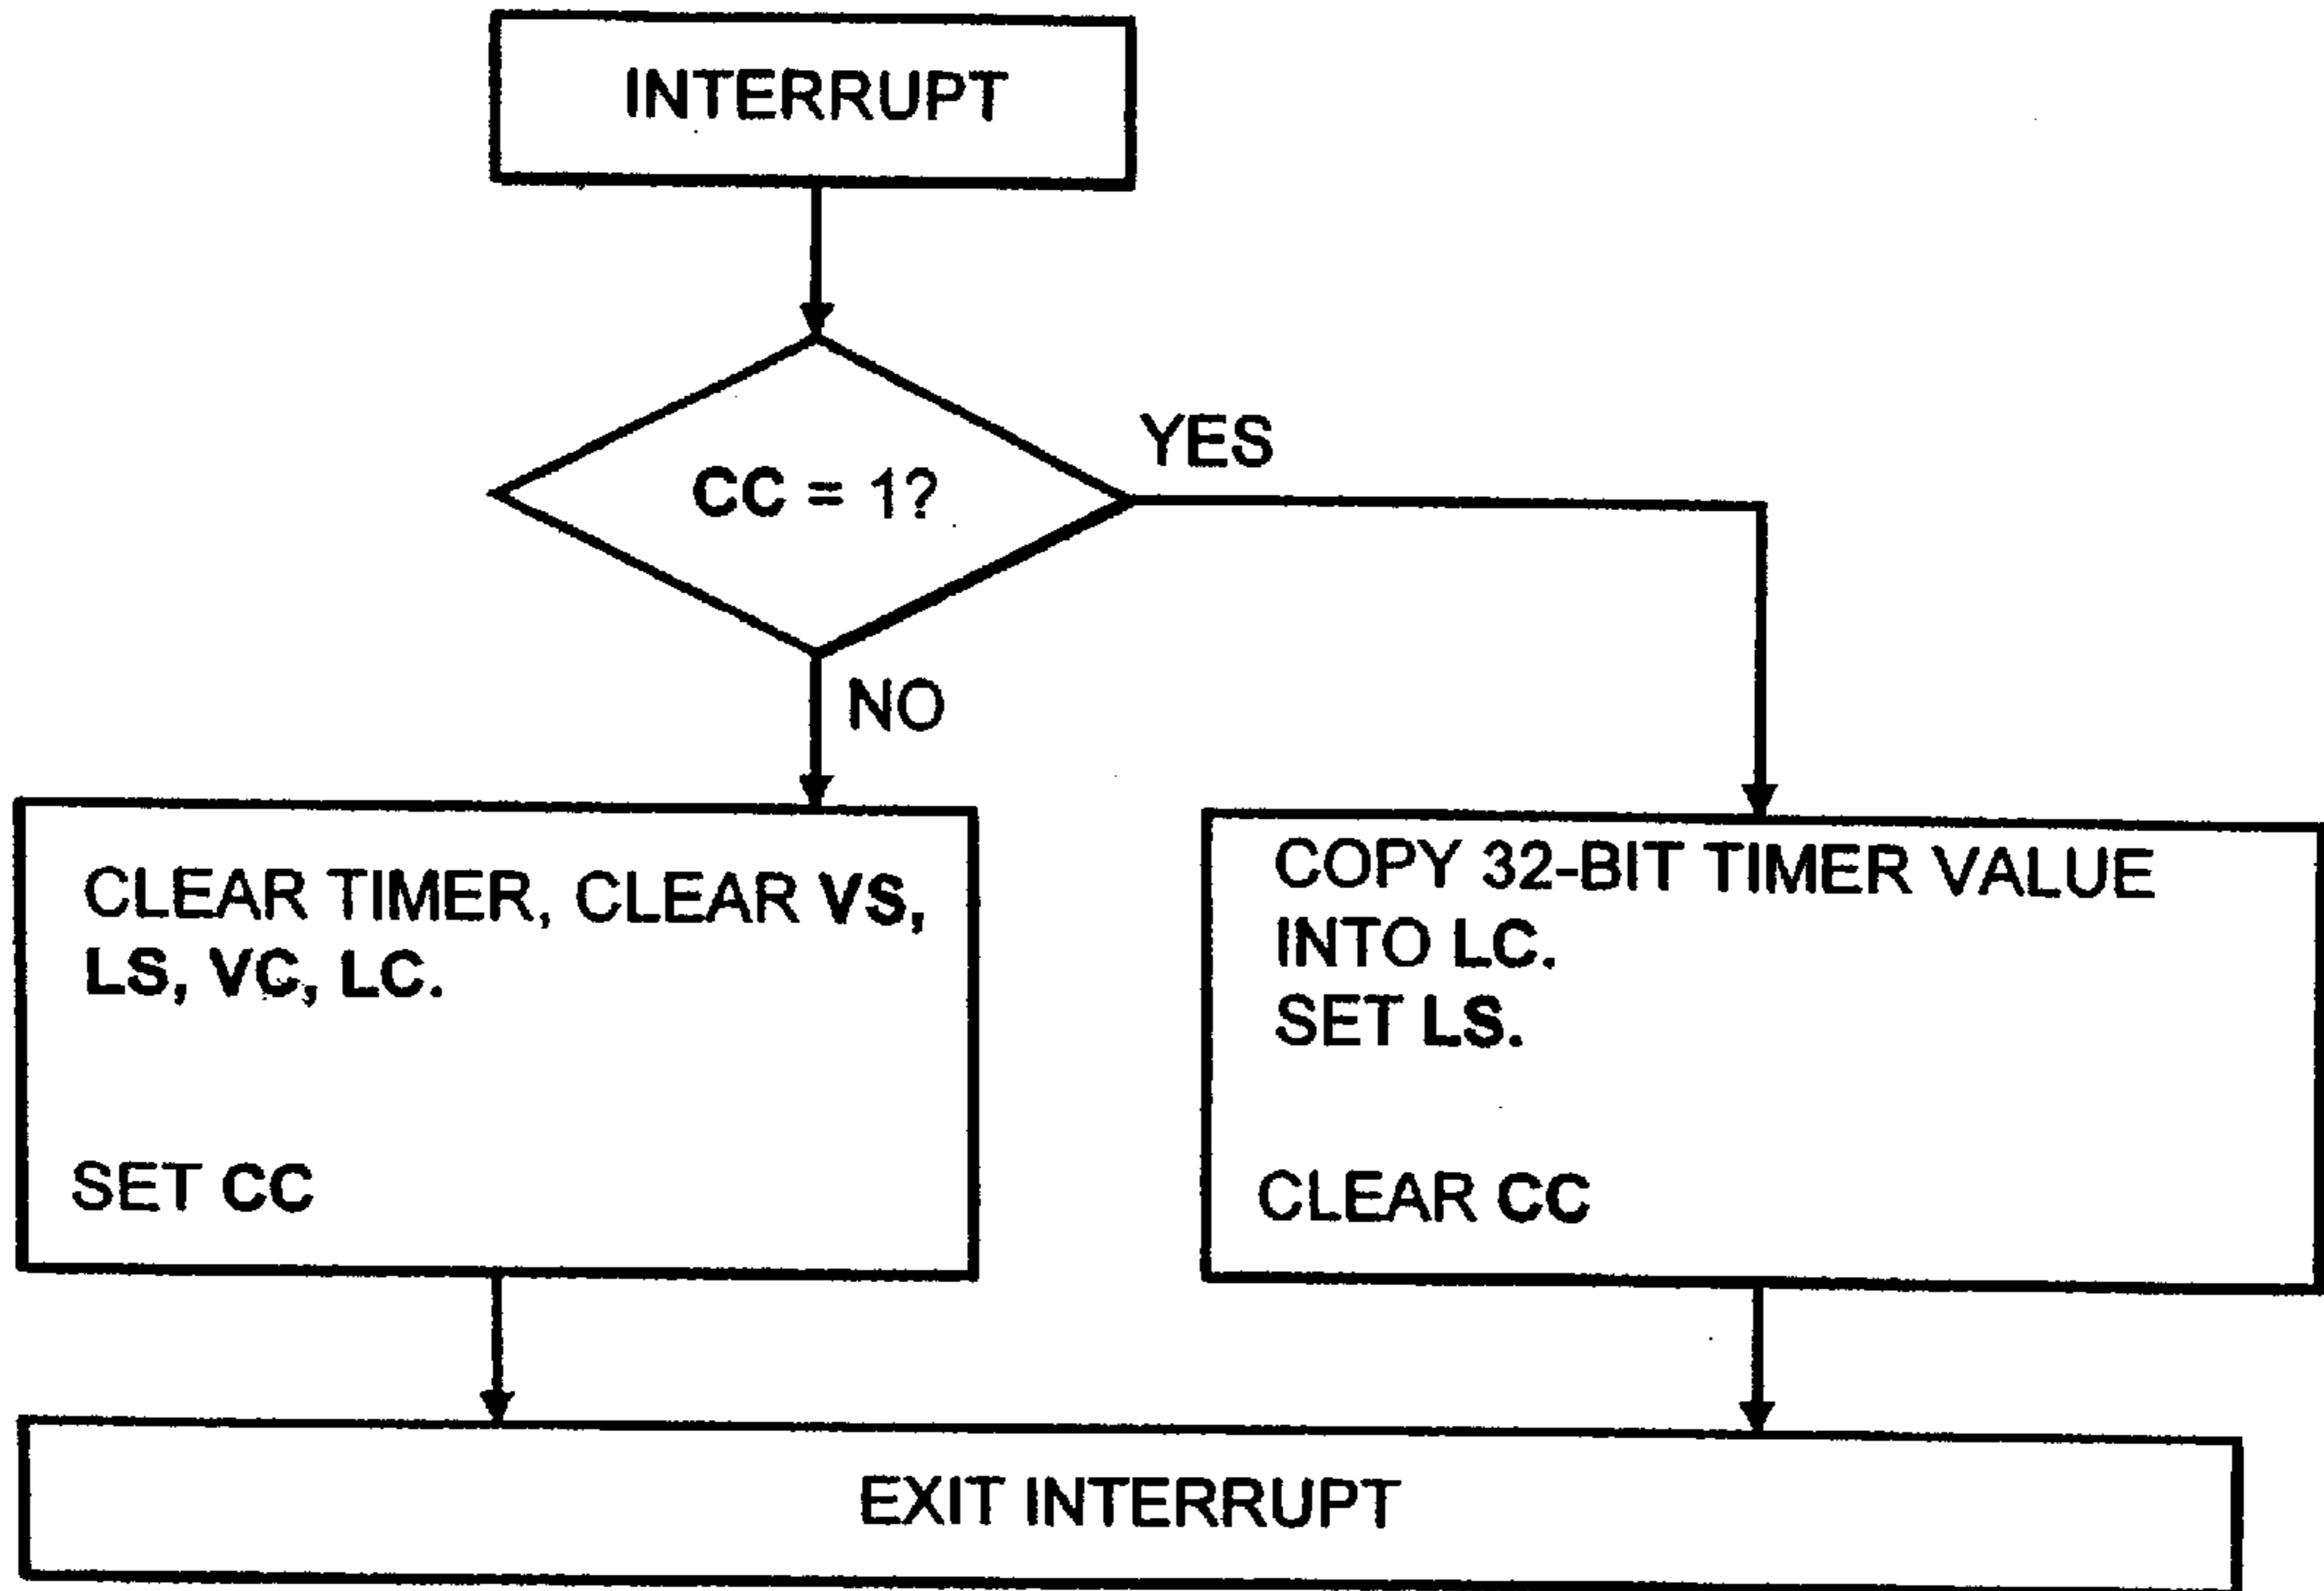 INTERRUPT
CC = 1?
YES
NO
CLEAR TIMER, CLEAR VS,
LS, VC, LC.
SET CC
COPY 32-BIT TIMER VALUE
INTO LC.
SET LS.
CLEAR CC
EXIT INTERRUPT